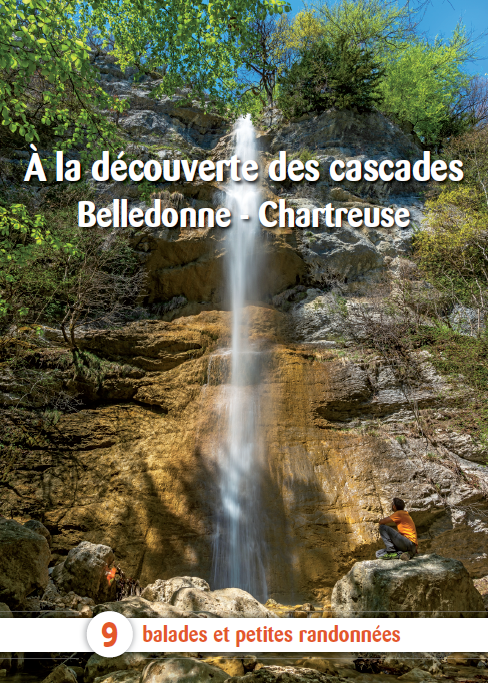 À la découverte des cascades
Belledonne - Chartreuse
9 balades et petites randonnées